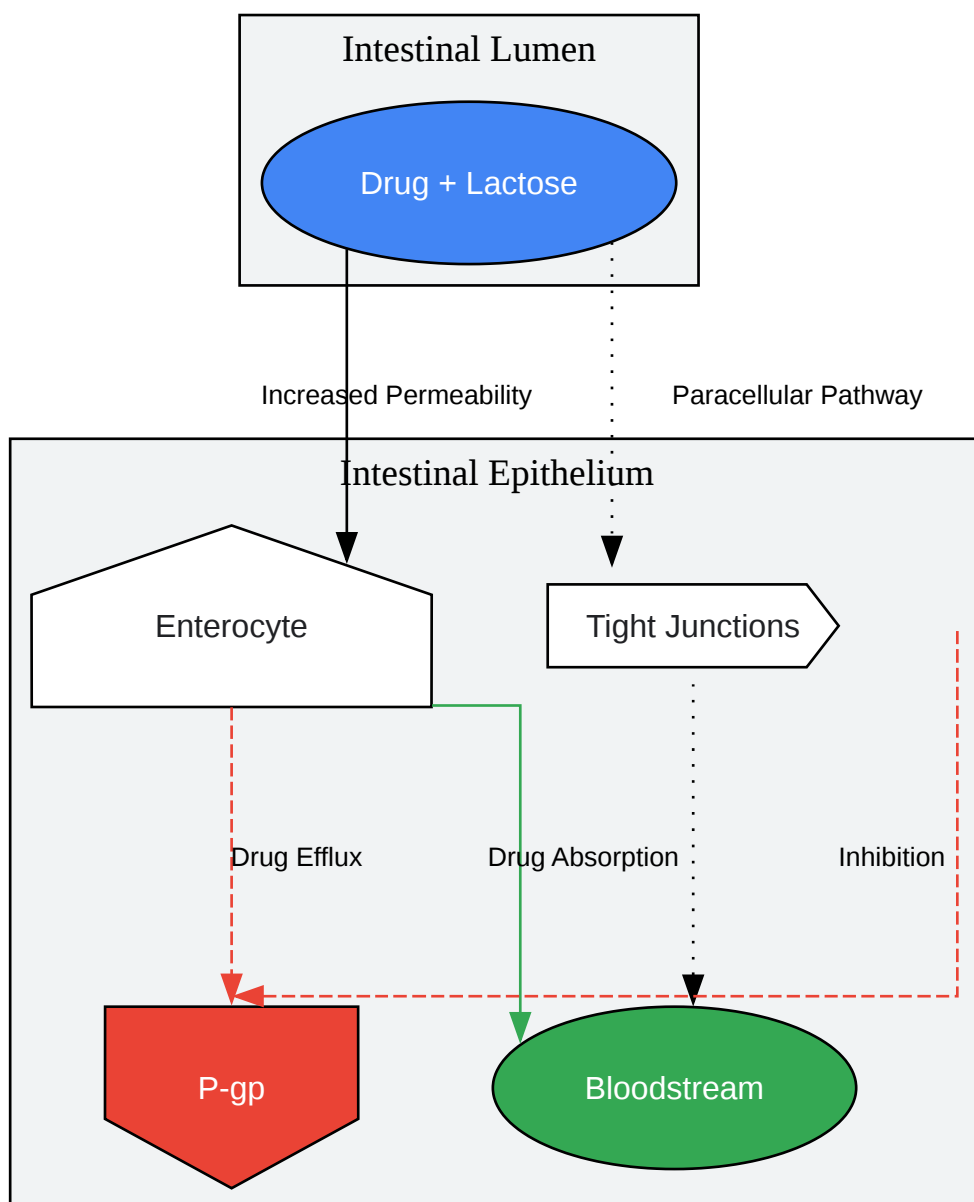 Intestinal Lumen
Drug + Lactose
Increased Permeability
Paracellular Pathway
Intestinal Epithelium
Enterocyte
Tight Junctions
Drug Efflux
Drug Absorption
Inhibition
P-gp
Bloodstream